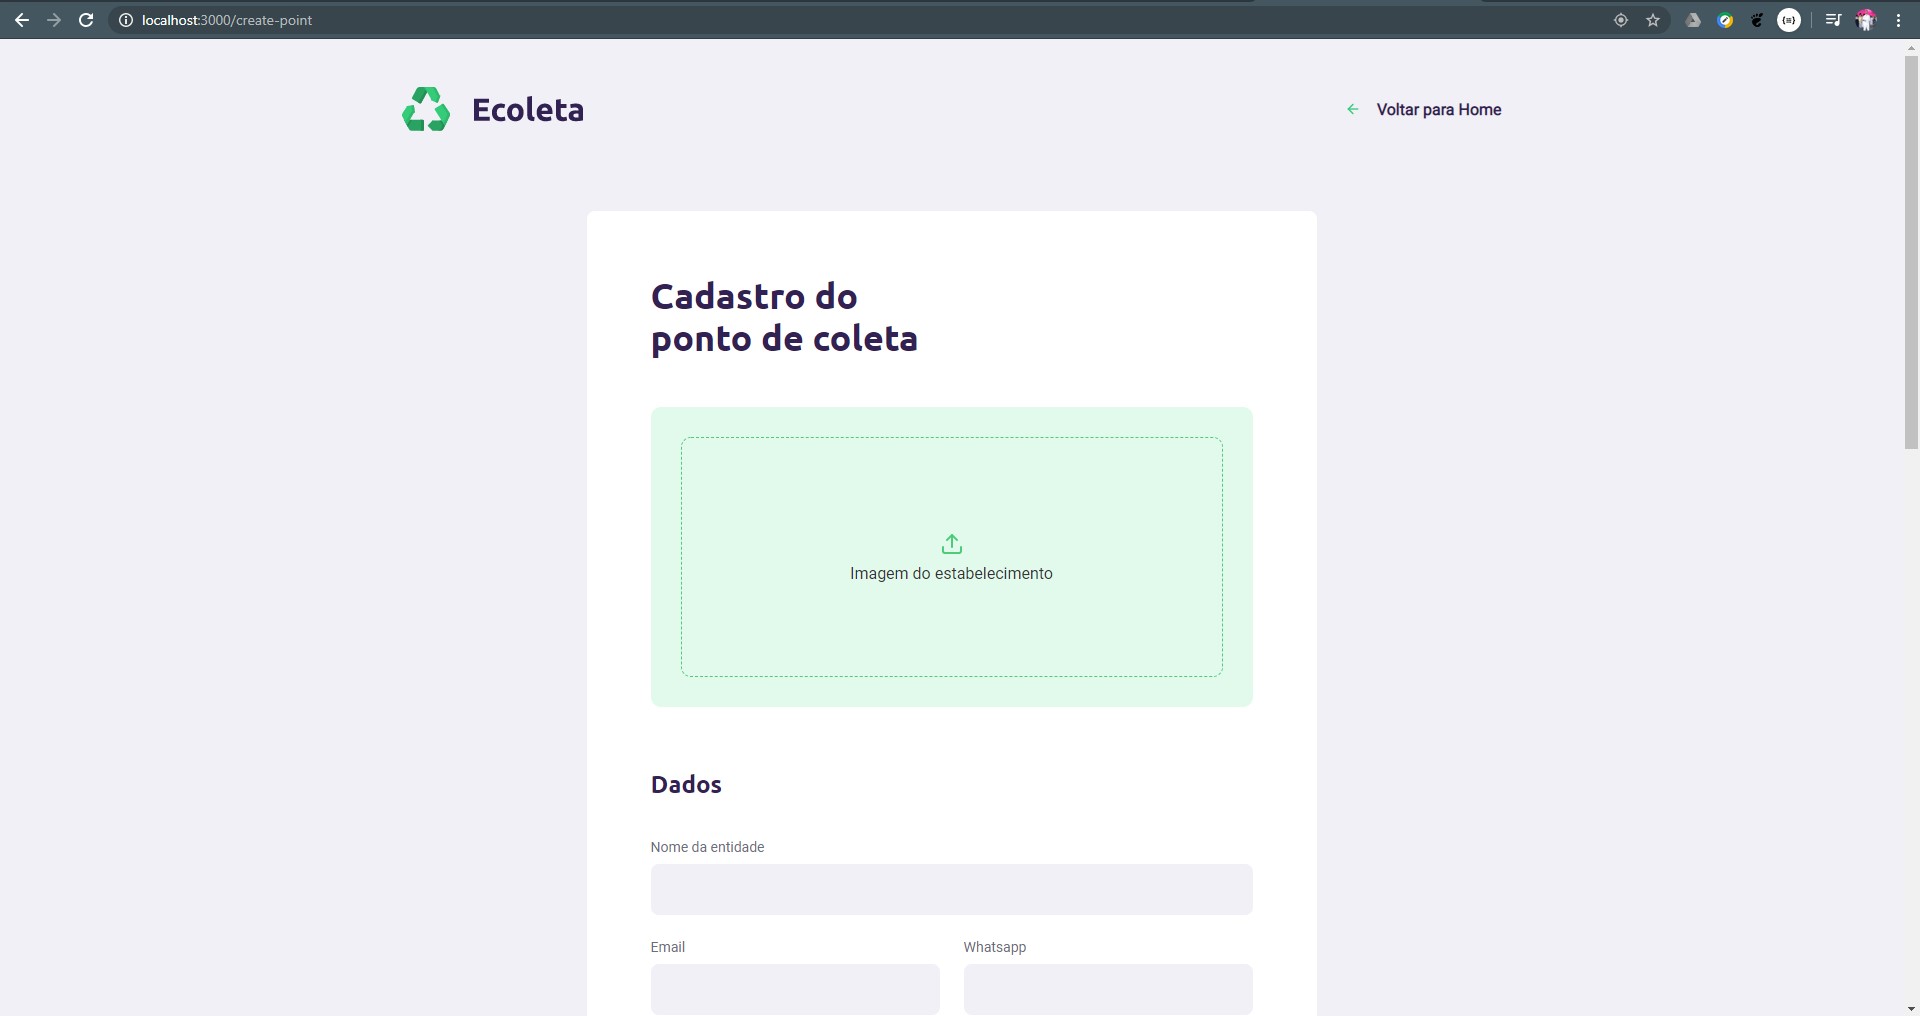 localhost:3000/create-point
Ecoleta
Voltar para Home
Cadastro do
ponto de coleta
Imagem do estabelecimento
Dados
Nome da entidade
Email
Whatsapp